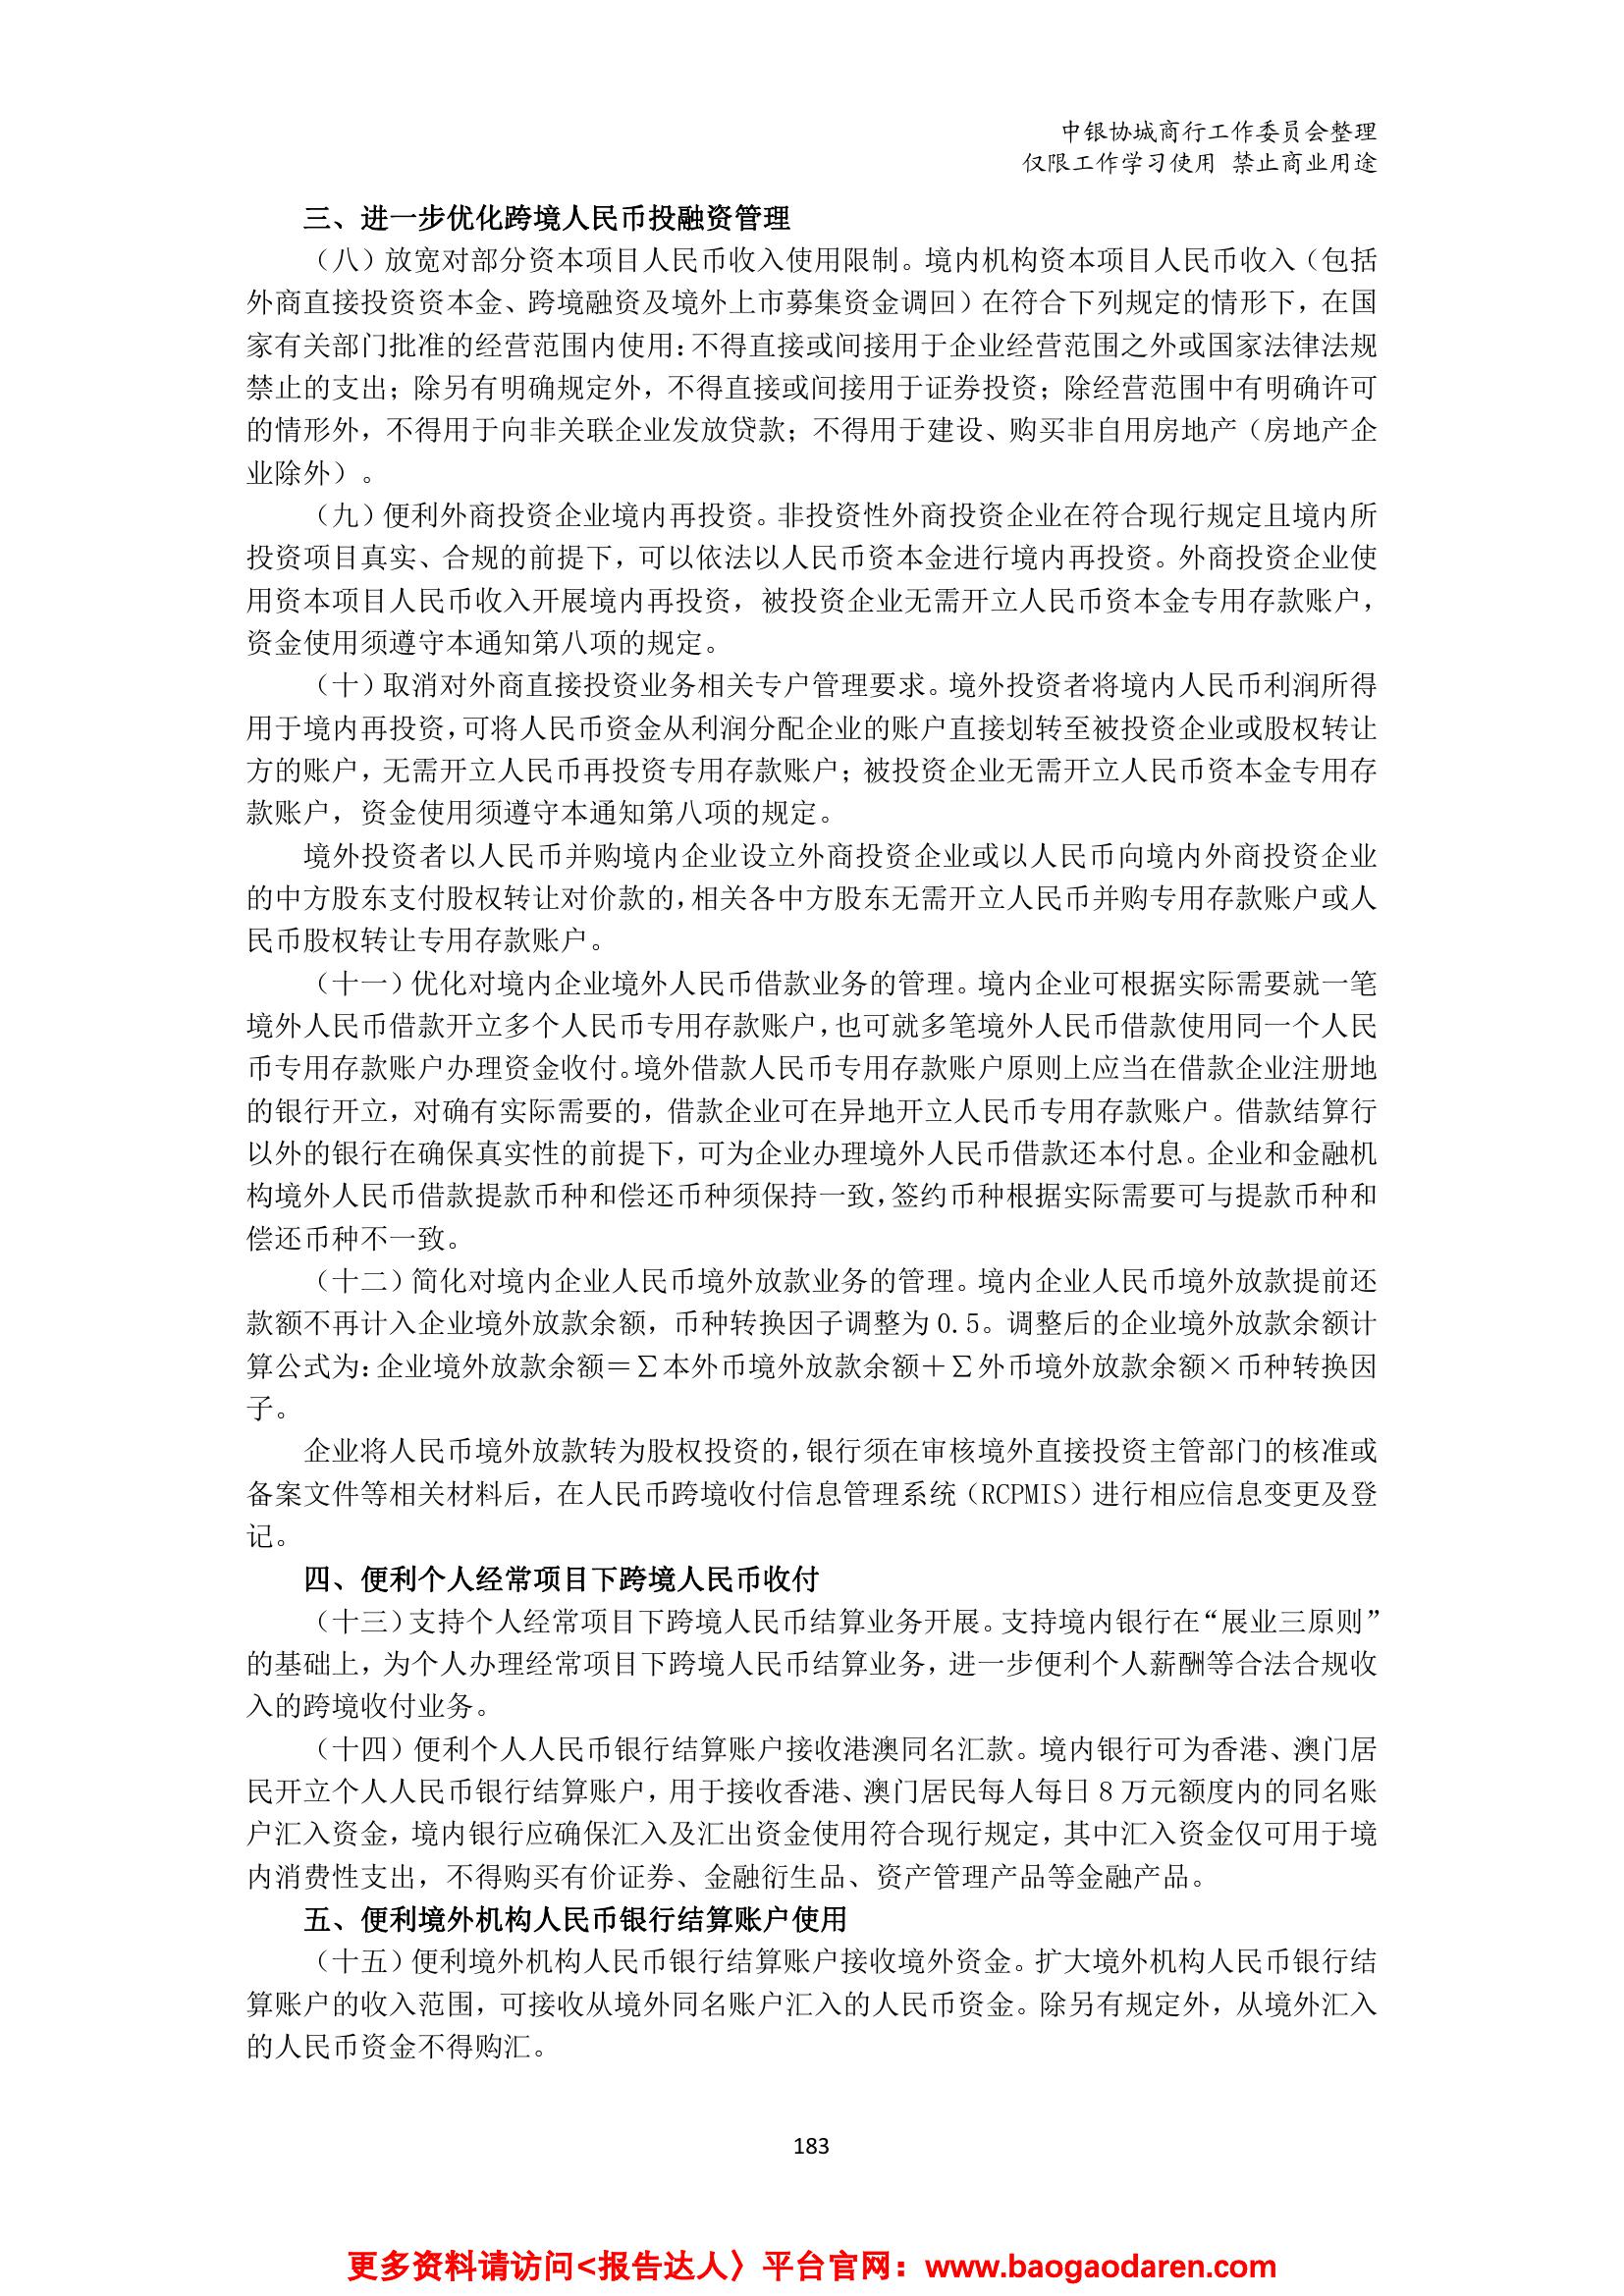 中银协城商行工作委员会整理
仅限工作学习使用 禁止商业用途
三、进一步优化跨境人民币投融资管理
（八）放宽对部分资本项目人民币收入使用限制。境内机构资本项目人民币收入（包括
外商直接投资资本金、跨境融资及境外上市募集资金调回）在符合下列规定的情形下，在国
家有关部门批准的经营范围内使用：不得直接或间接用于企业经营范围之外或国家法律法规
禁止的支出；除另有明确规定外，不得直接或间接用于证券投资；除经营范围中有明确许可
的情形外，不得用于向非关联企业发放贷款；不得用于建设、购买非自用房地产（房地产企
业除外）。
（九）便利外商投资企业境内再投资。非投资性外商投资企业在符合现行规定且境内所
投资项目真实、合规的前提下，可以依法以人民币资本金进行境内再投资。外商投资企业使
用资本项目人民币收入开展境内再投资，被投资企业无需开立人民币资本金专用存款账户，
资金使用须遵守本通知第八项的规定。
（十）取消对外商直接投资业务相关专户管理要求。境外投资者将境内人民币利润所得
用于境内再投资，可将人民币资金从利润分配企业的账户直接划转至被投资企业或股权转让
方的账户，无需开立人民币再投资专用存款账户；被投资企业无需开立人民币资本金专用存
款账户，资金使用须遵守本通知第八项的规定。
境外投资者以人民币并购境内企业设立外商投资企业或以人民币向境内外商投资企业
的中方股东支付股权转让对价款的，相关各中方股东无需开立人民币并购专用存款账户或人
民币股权转让专用存款账户。
（十一）优化对境内企业境外人民币借款业务的管理。境内企业可根据实际需要就一笔
境外人民币借款开立多个人民币专用存款账户，也可就多笔境外人民币借款使用同一个人民
币专用存款账户办理资金收付。境外借款人民币专用存款账户原则上应当在借款企业注册地
的银行开立，对确有实际需要的，借款企业可在异地开立人民币专用存款账户。借款结算行
以外的银行在确保真实性的前提下，可为企业办理境外人民币借款还本付息。企业和金融机
构境外人民币借款提款币种和偿还币种须保持一致，签约币种根据实际需要可与提款币种和
偿还币种不一致。
（十二）简化对境内企业人民币境外放款业务的管理。境内企业人民币境外放款提前还
款额不再计入企业境外放款余额，币种转换因子调整为 0.5。调整后的企业境外放款余额计
算公式为：企业境外放款余额＝∑本外币境外放款余额＋∑外币境外放款余额×币种转换因
子。
企业将人民币境外放款转为股权投资的，银行须在审核境外直接投资主管部门的核准或
备案文件等相关材料后，在人民币跨境收付信息管理系统（RCPMIS）进行相应信息变更及登
记。
四、便利个人经常项目下跨境人民币收付
（十三）支持个人经常项目下跨境人民币结算业务开展。支持境内银行在“展业三原则”
的基础上，为个人办理经常项目下跨境人民币结算业务，进一步便利个人薪酬等合法合规收
入的跨境收付业务。
（十四）便利个人人民币银行结算账户接收港澳同名汇款。境内银行可为香港、澳门居
民开立个人人民币银行结算账户，用于接收香港、澳门居民每人每日 8 万元额度内的同名账
户汇入资金，境内银行应确保汇入及汇出资金使用符合现行规定，其中汇入资金仅可用于境
内消费性支出，不得购买有价证券、金融衍生品、资产管理产品等金融产品。
五、便利境外机构人民币银行结算账户使用
（十五）便利境外机构人民币银行结算账户接收境外资金。扩大境外机构人民币银行结
算账户的收入范围，可接收从境外同名账户汇入的人民币资金。除另有规定外，从境外汇入
的人民币资金不得购汇。
183
更多资料请访问<报告达人〉平台官网：www.baogaodaren.com